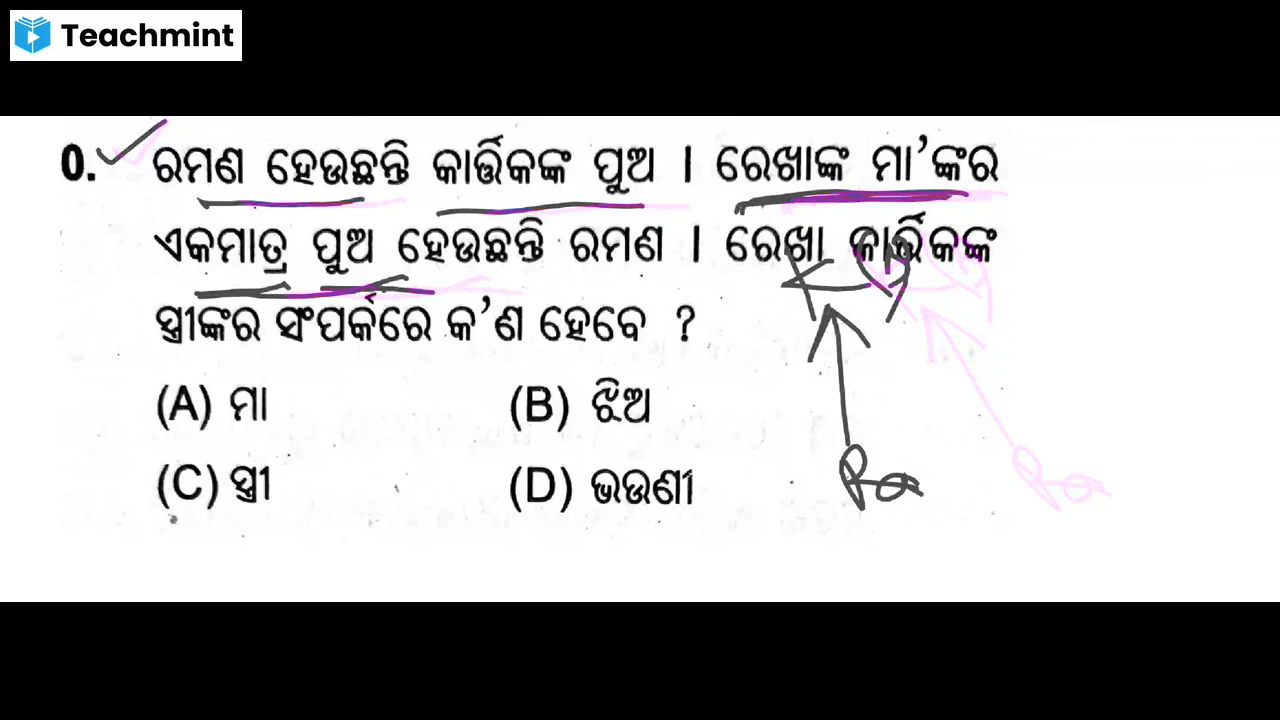 Teachmint
0. ରମଣ ହେଉଛନ୍ତି କାର୍ତ୍ତିକଙ୍କ ପୁଅ । ରେଖାଙ୍କ ମା’ଙ୍କର
ଏକମାତ୍ର ପୁଅ ହେଉଛନ୍ତି ରମଣ । ରେଖା କାର୍ତ୍ତିକଙ୍କ
ସ୍ତ୍ରୀଙ୍କର ସଂପର୍କରେ କ’ଣ ହେବେ ?
(A) ମା (B) ଝିଅ
(C) ସ୍ତ୍ରୀ (D) ଭଉଣୀ